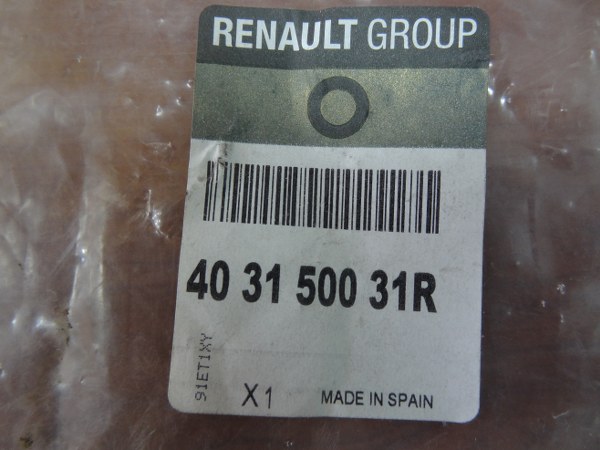 RENAULT GROUP
40 31 500 31R
91ET1XY
X1 MADE IN SPAIN